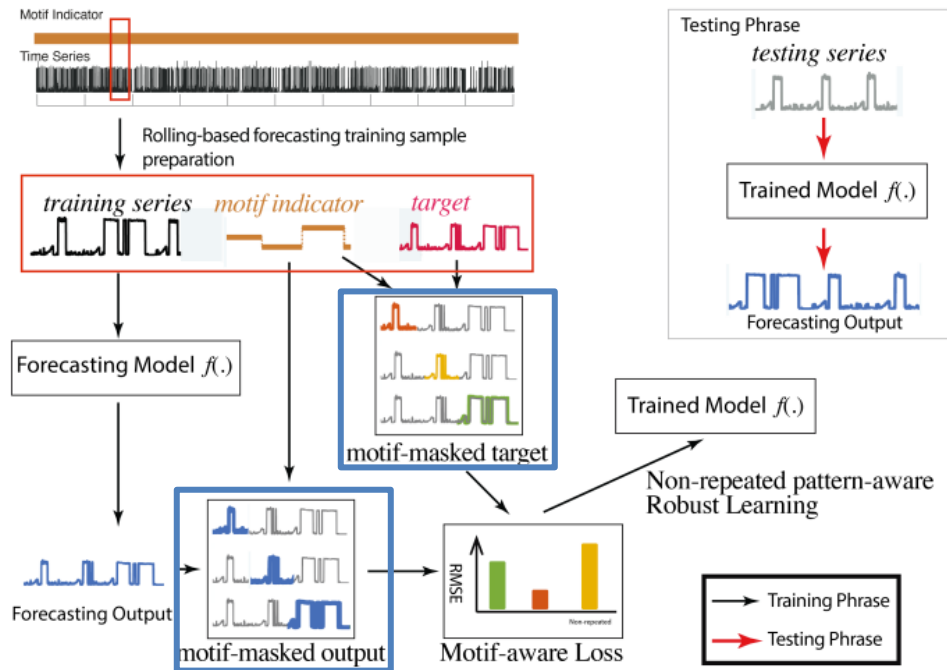 Motif Indicator
Time Series
Rolling-based forecasting training sample
preparation
training series
motif indicator
target
Forecasting Model f(.)
motif-masked target
Forecasting Output
motif-masked output
RMSE
Non-repeated
Motif-aware Loss
Trained Model f(.)
Non-repeated pattern-aware
Robust Learning
Testing Phrase
testing series
Trained Model f(.)
Forecasting Output
Training Phrase
Testing Phrase